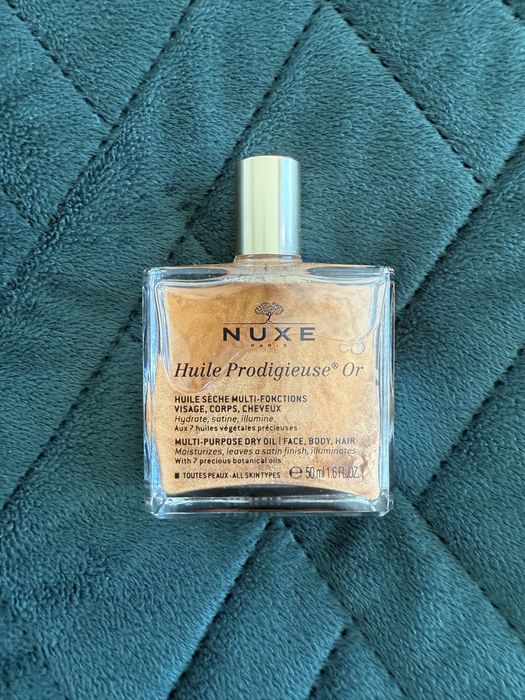 NUXE
PARIS
Huile Prodigieuse® Or
HUILE SÈCHE MULTI-FONCTIONS
VISAGE, CORPS, CHEVEUX
Hydrate, satine, illumine
Aux 7 huiles végétales précieuses
MULTI-PURPOSE DRY OIL | FACE, BODY, HAIR
Moisturizes, leaves a satin finish, illuminates
With 7 precious botanical oils
TOUTES PEAUX - ALL SKIN TYPES ℮ 50 ml 1.6 FL.OZ.